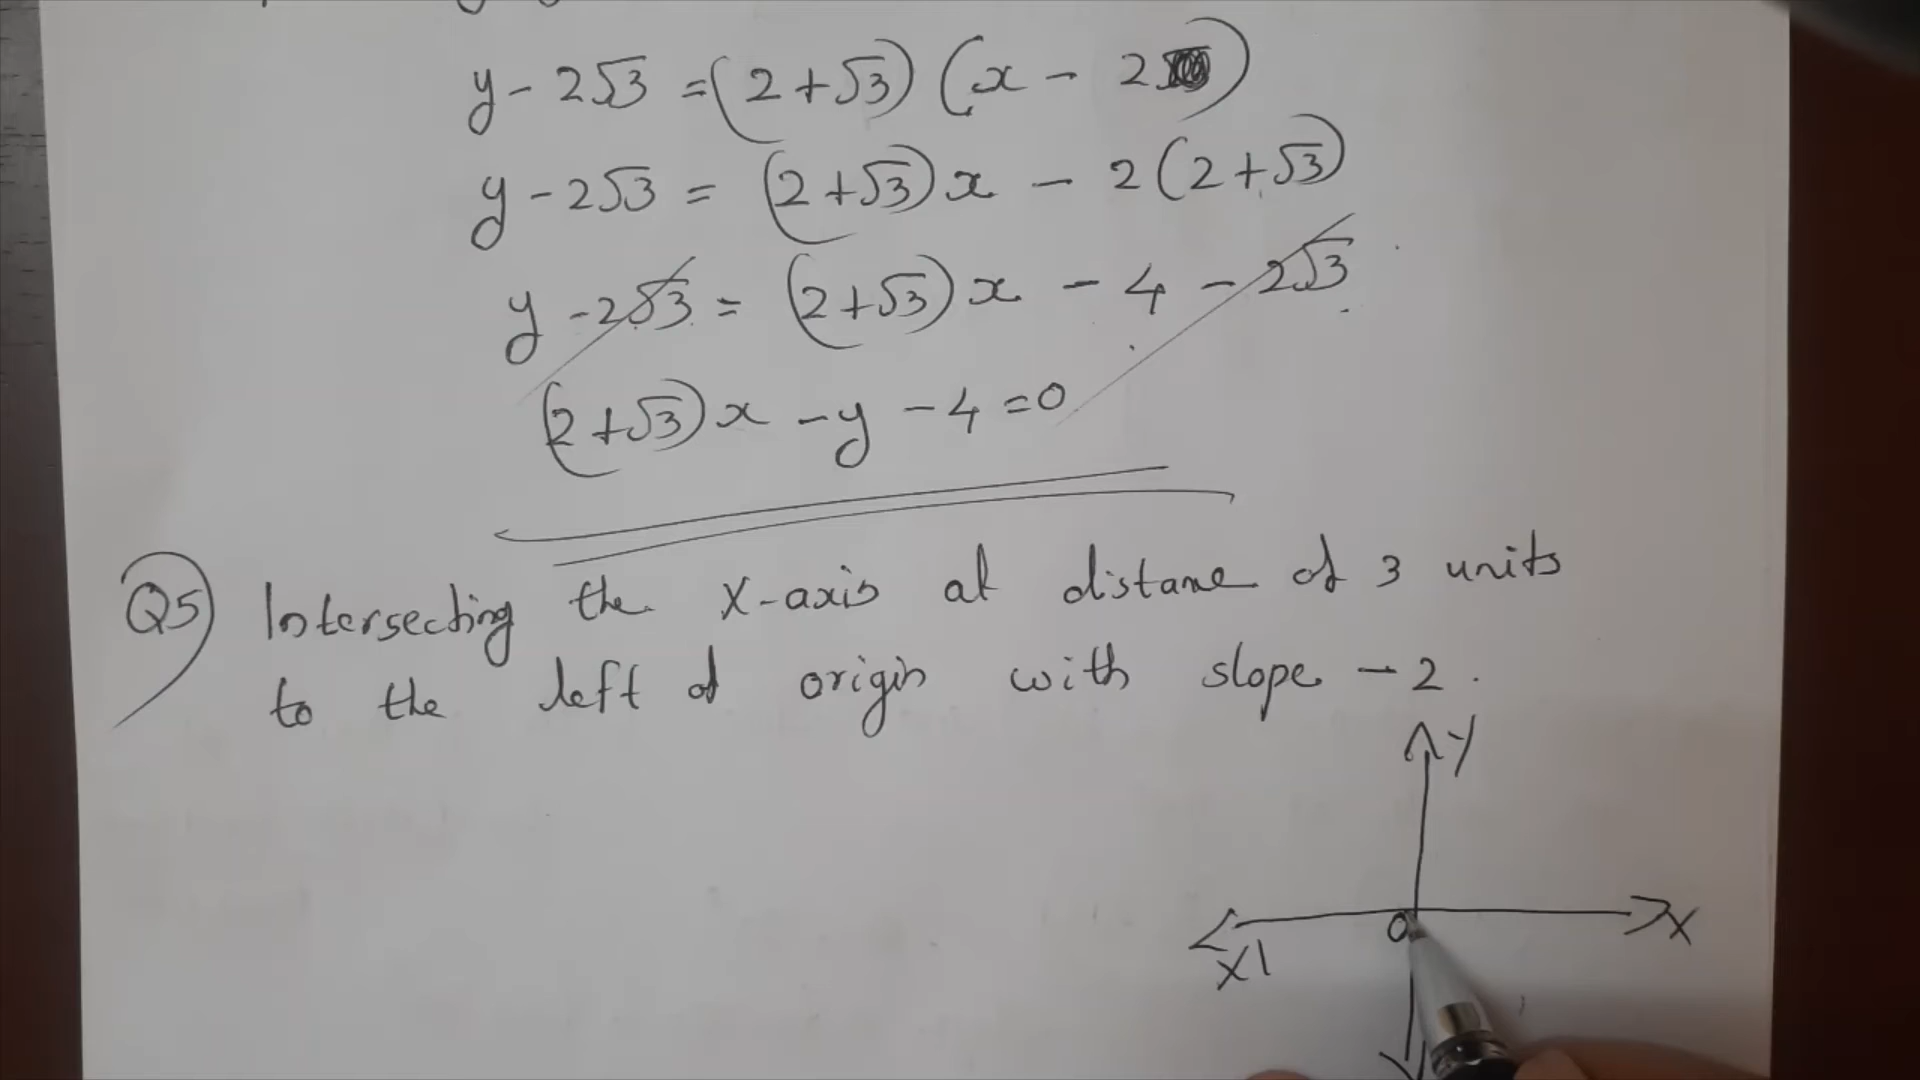 y - 2√3 = (2 + √3) (x - 2)
y - 2√3 = (2 + √3)x - 2(2 + √3)
y - 2√3 = (2 + √3)x - 4 - 2√3
(2 + √3)x - y - 4 = 0
Q5) Intersecting the X-axis at distane of 3 units
to the left of origin with slope - 2.
Y
O
X
X'